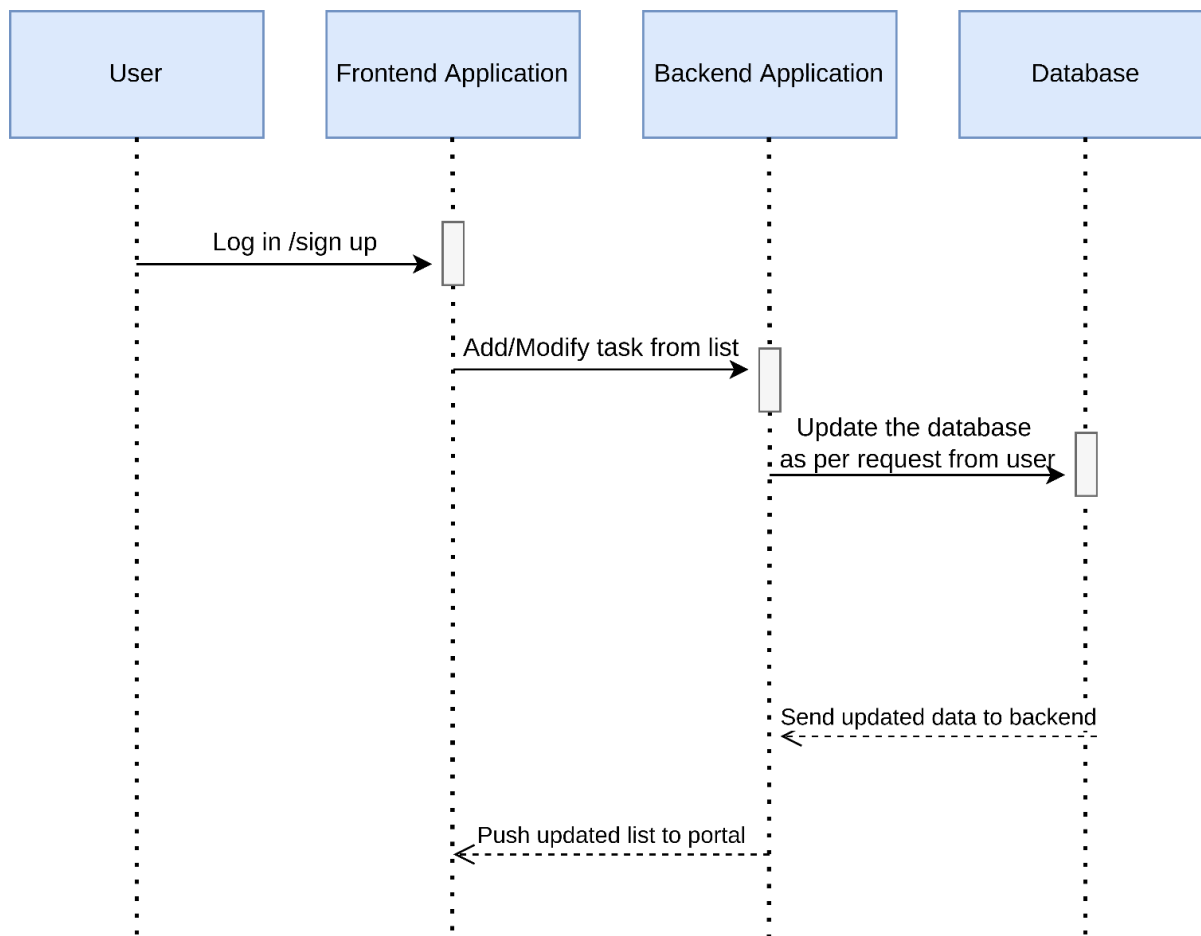 User
Frontend Application
Backend Application
Database
Log in /sign up
Add/Modify task from list
Update the database
as per request from user
Send updated data to backend
Push updated list to portal